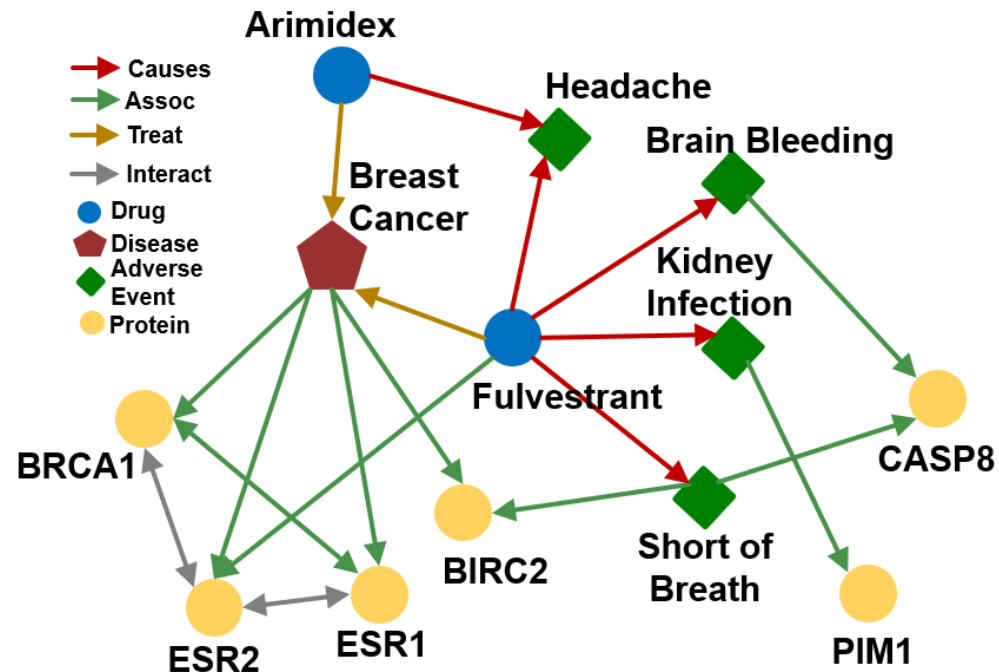 Arimidex
Causes
Assoc
Treat
Interact
Drug
Disease
Adverse
Event
Protein
Headache
Brain Bleeding
Breast
Cancer
Kidney
Infection
Fulvestrant
BRCA1
CASP8
BIRC2
Short of
Breath
ESR2
ESR1
PIM1